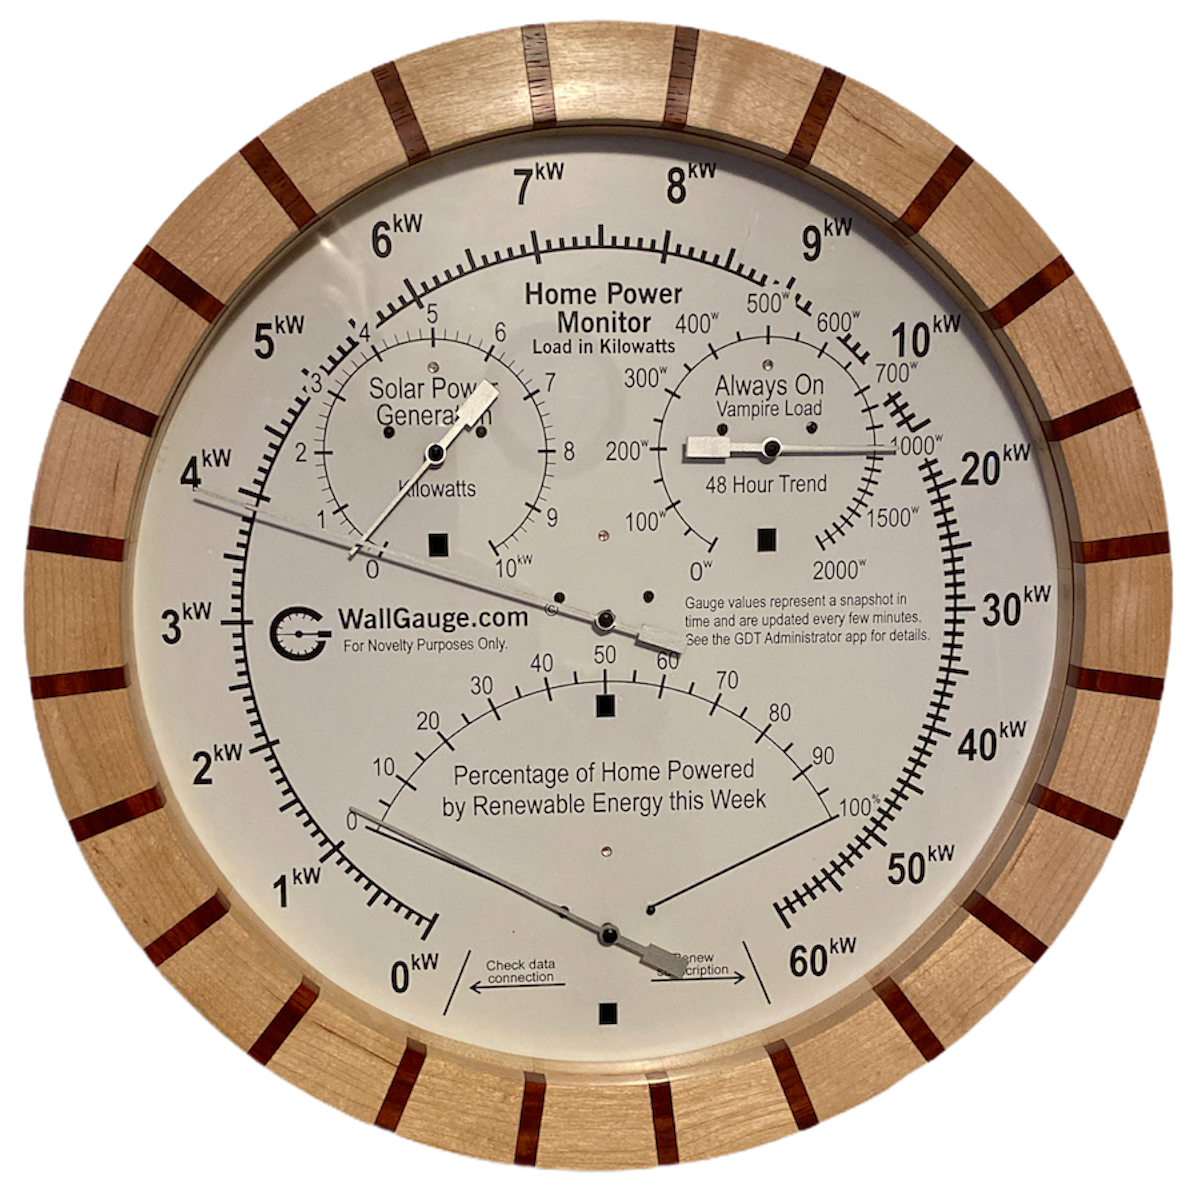 7kW
8kW
6kW
9kW
5kW
10kW
4kW
20kW
3kW
30kW
2kW
40kW
1kW
50kW
0kW
60kW
Home Power
Monitor
Load in Kilowatts
0
1
2
3
4
5
6
7
8
9
10kW
Solar Power
Kilowatts
0w
100w
200w
300w
400w
500w
600w
700w
1000w
1500w
2000w
Always On
Vampire Load
48 Hour Trend
WallGauge.com ©
For Novelty Purposes Only.
Gauge values represent a snapshot in
time and are updated every few minutes.
See the GDT Administrator app for details.
0
10
20
30
40
50
60
70
80
90
100%
Percentage of Home Powered
by Renewable Energy this Week
Check data
connection
Renew